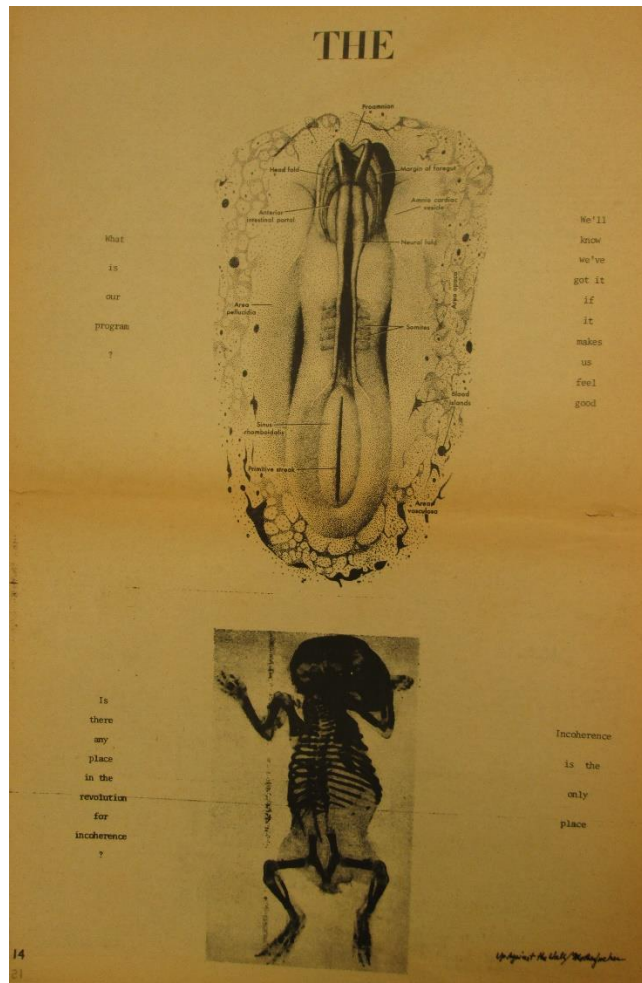 THE
Proamnion
Head fold
Margin of foregut
Anterior
intestinal portal
Amnio cardiac
vesicle
Neural fold
Area
pellucida
Area opaca
Somites
Blood
islands
Sinus
rhomboidalis
Primitive streak
Area
vasculosa
What
is
our
program
?
We'll
know
we've
got it
if
it
makes
us
feel
good
Is
there
any
place
in the
revolution
for
incoherence
?
Incoherence
is the
only
place
14
Up Against the Wall/Motherfucker